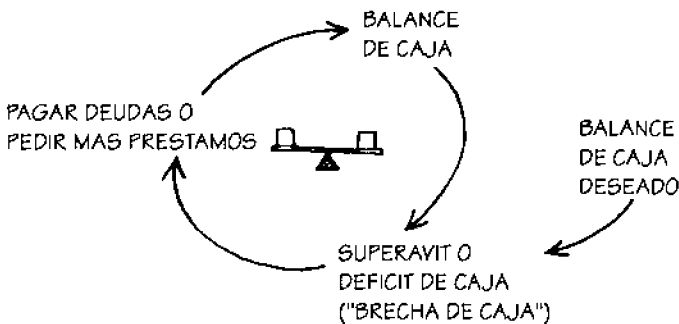 BALANCE
DE CAJA
PAGAR DEUDAS O
PEDIR MAS PRESTAMOS
BALANCE
DE CAJA
DESEADO
SUPERAVIT O
DEFICIT DE CAJA
("BRECHA DE CAJA")